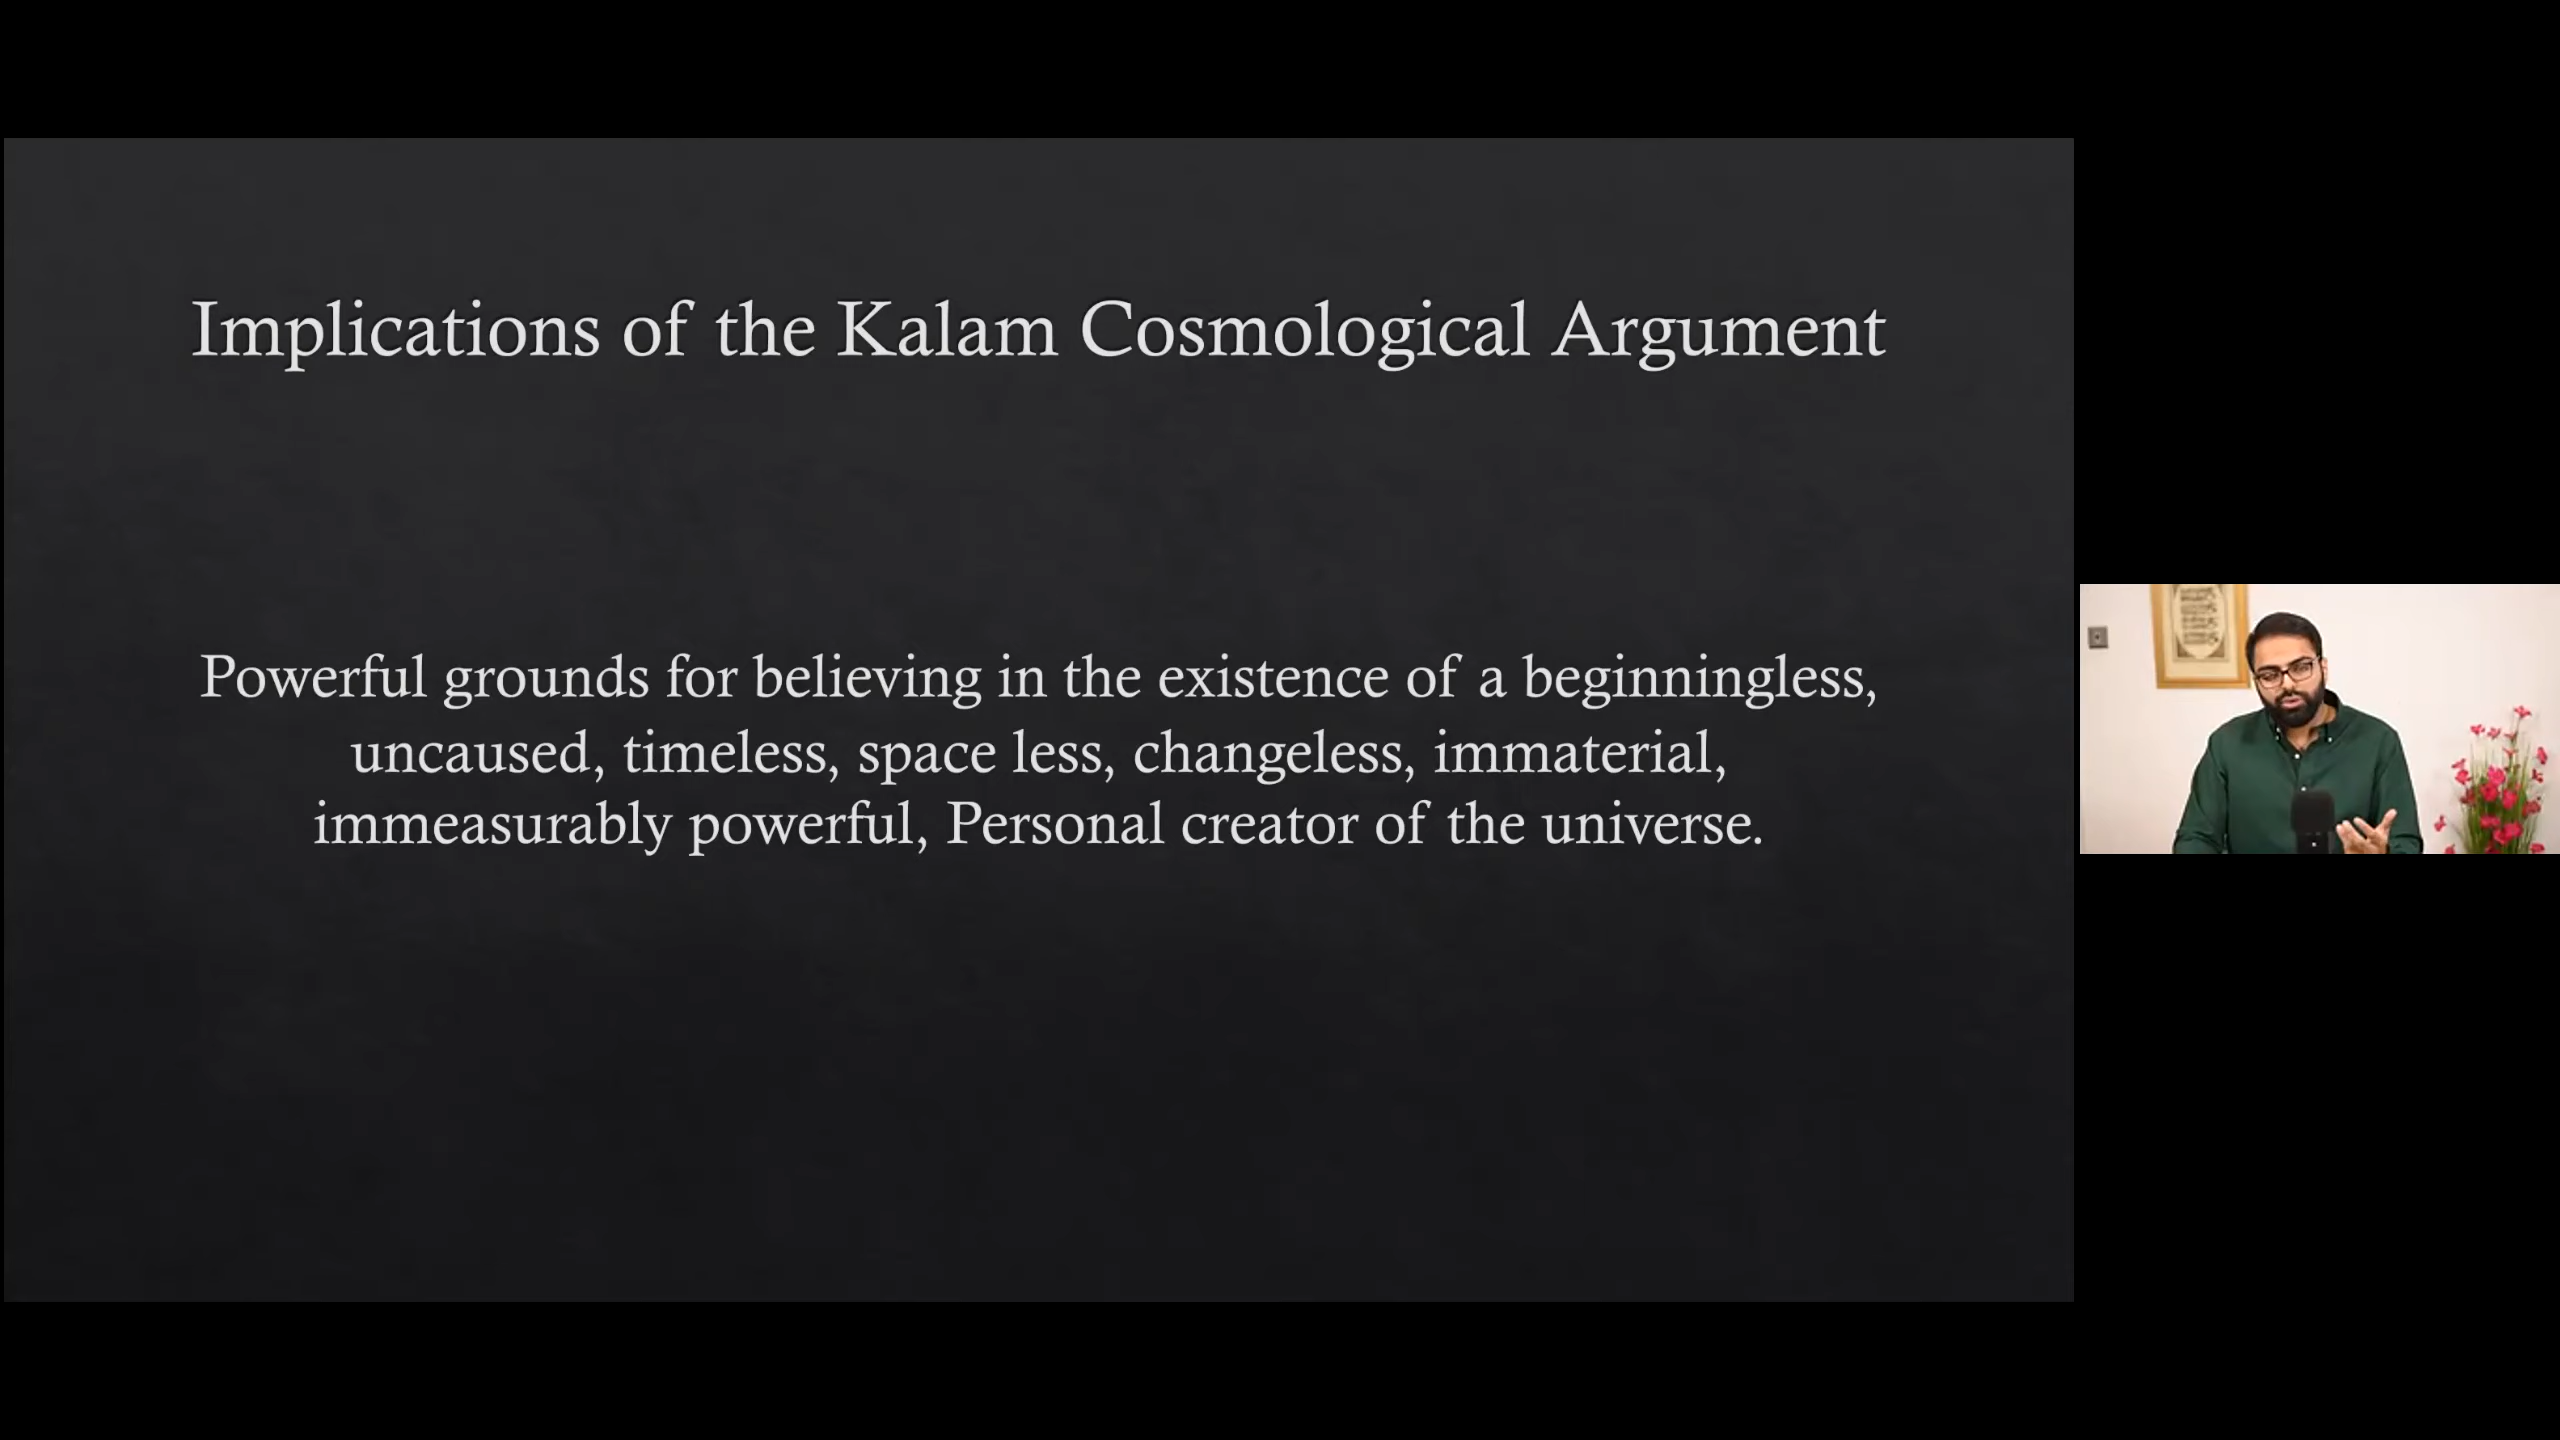 Implications of the Kalam Cosmological Argument
Powerful grounds for believing in the existence of a beginningless,
uncaused, timeless, space less, changeless, immaterial,
immeasurably powerful, Personal creator of the universe.